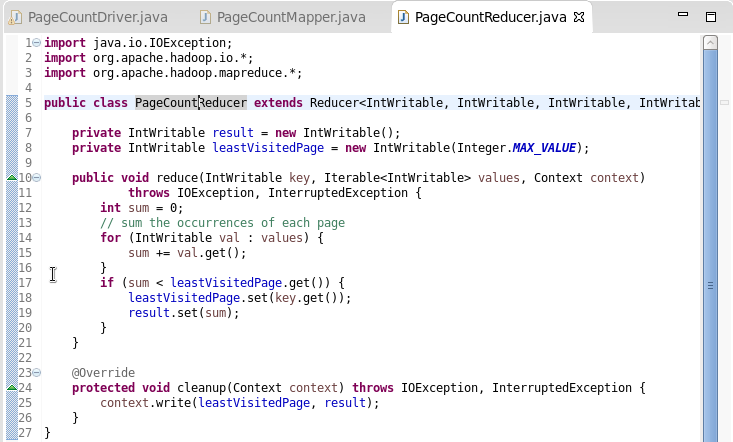 PageCountDriver.java PageCountMapper.java PageCountReducer.java
1 import java.io.IOException;
2 import org.apache.hadoop.io.*;
3 import org.apache.hadoop.mapreduce.*;
4
5 public class PageCountReducer extends Reducer<IntWritable, IntWritable, IntWritable, IntWritab
6
7     private IntWritable result = new IntWritable();
8     private IntWritable leastVisitedPage = new IntWritable(Integer.MAX_VALUE);
9
10     public void reduce(IntWritable key, Iterable<IntWritable> values, Context context)
11             throws IOException, InterruptedException {
12         int sum = 0;
13         // sum the occurrences of each page
14         for (IntWritable val : values) {
15             sum += val.get();
16         }
17         if (sum < leastVisitedPage.get()) {
18             leastVisitedPage.set(key.get());
19             result.set(sum);
20         }
21     }
22
23     @Override
24     protected void cleanup(Context context) throws IOException, InterruptedException {
25         context.write(leastVisitedPage, result);
26     }
27 }